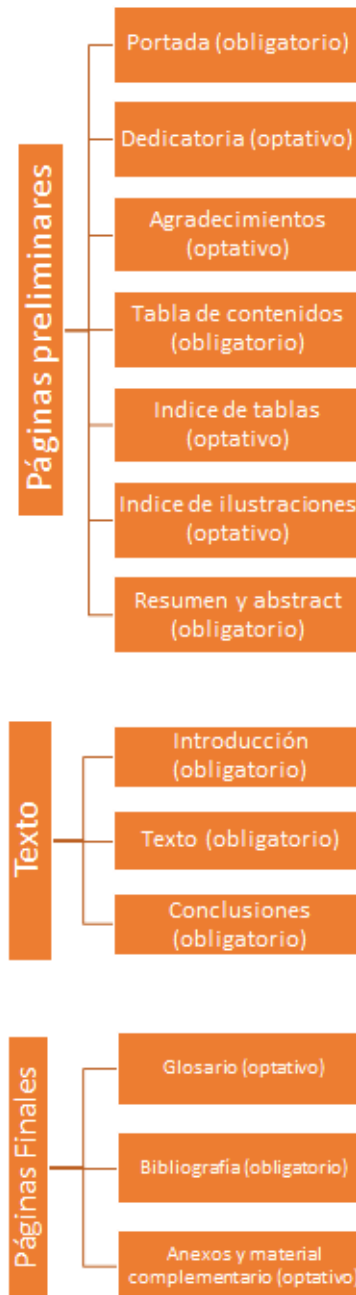 Páginas preliminares
Portada (obligatorio)
Dedicatoria (optativo)
Agradecimientos
(optativo)
Tabla de contenidos
(obligatorio)
Indice de tablas
(optativo)
Indice de ilustraciones
(optativo)
Resumen y abstract
(obligatorio)
Texto
Introducción
(obligatorio)
Texto (obligatorio)
Conclusiones
(obligatorio)
Páginas Finales
Glosario (optativo)
Bibliografía (obligatorio)
Anexos y material
complementario (optativo)